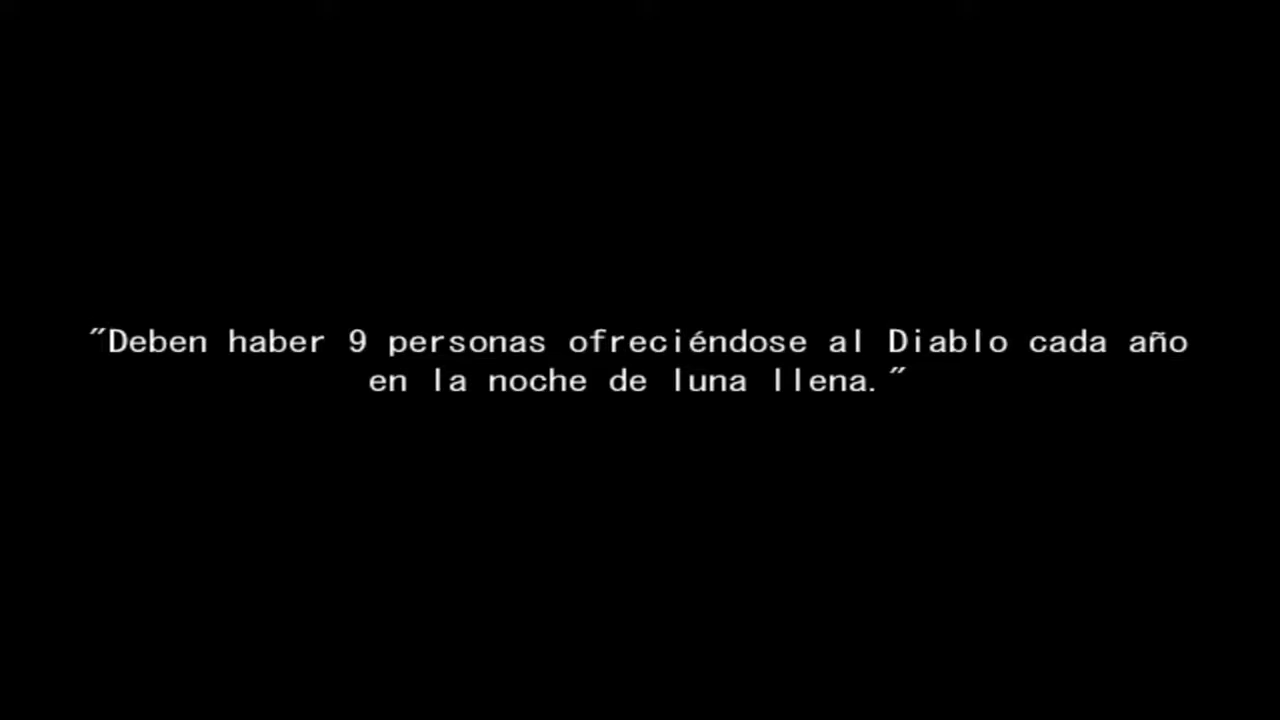 "Deben haber 9 personas ofreciéndose al Diablo cada año
en la noche de luna llena."